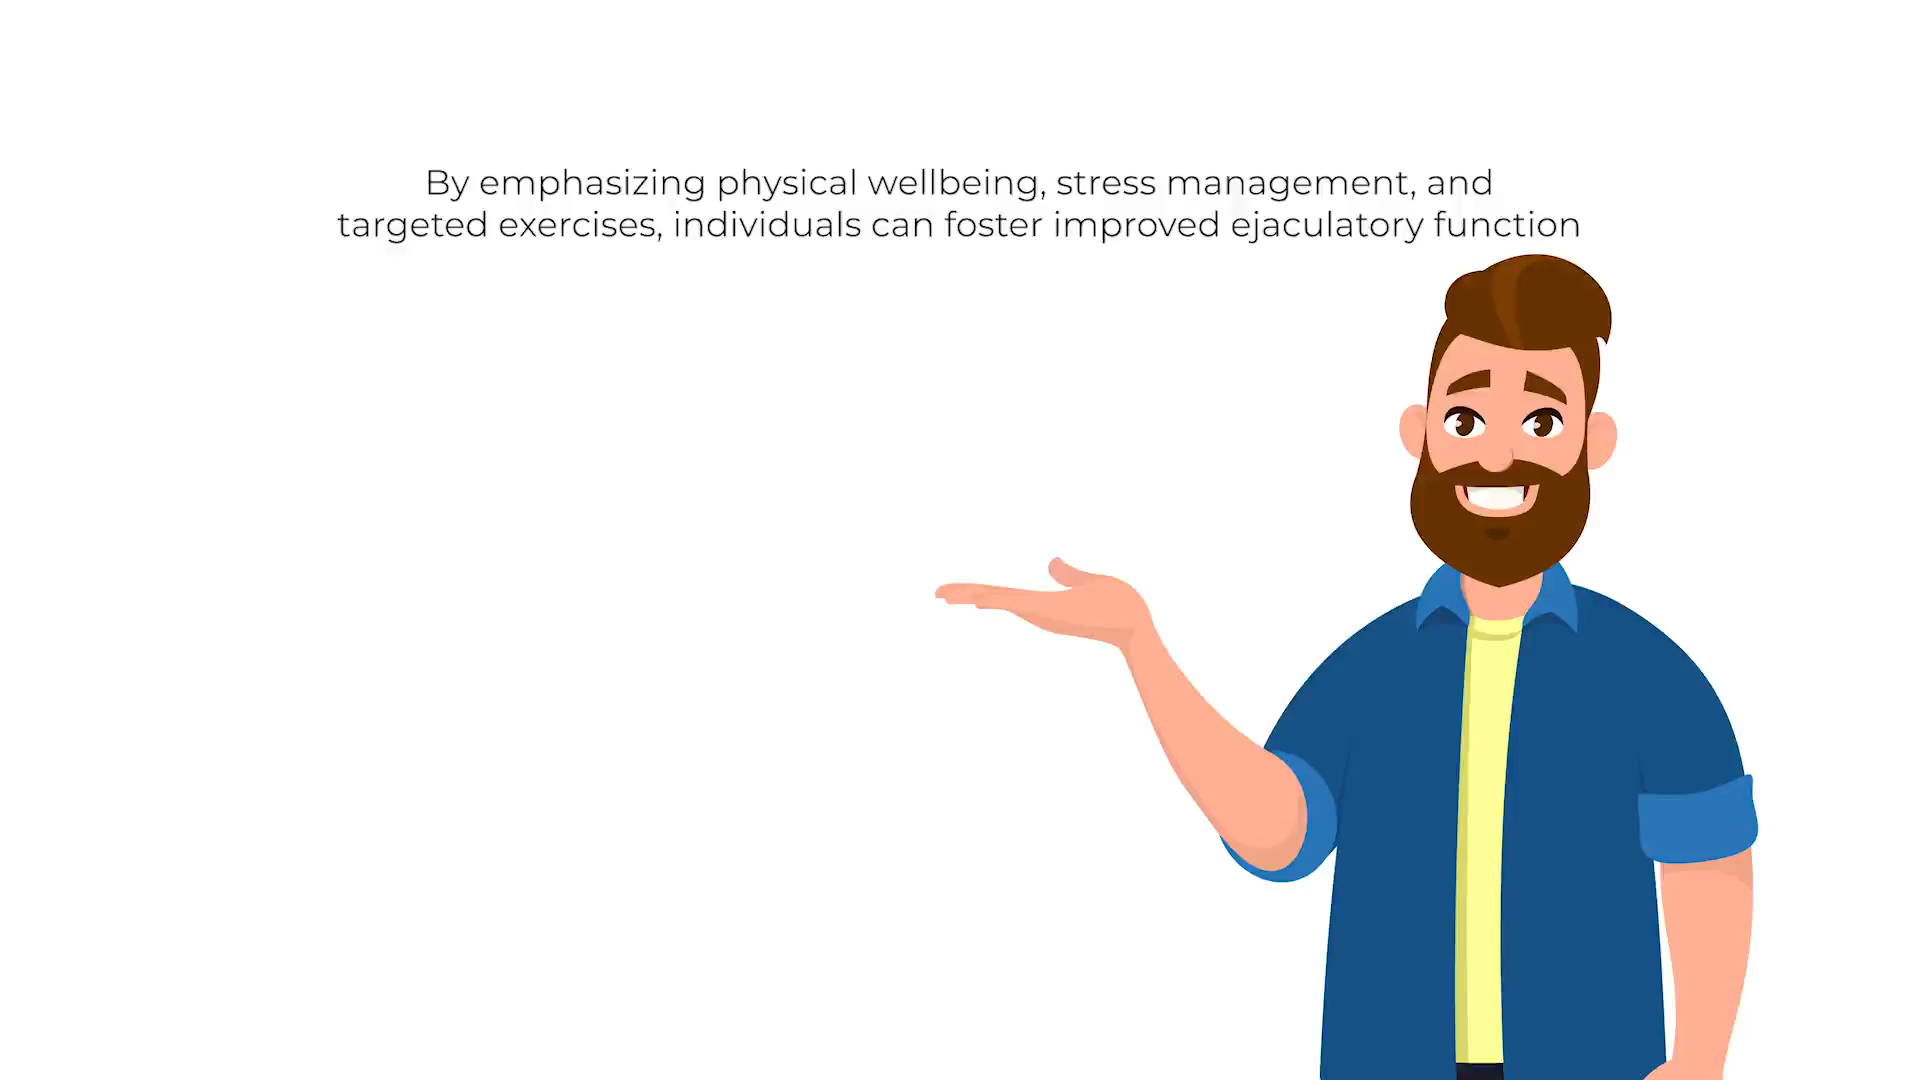 By emphasizing physical wellbeing, stress management, and
targeted exercises, individuals can foster improved ejaculatory function